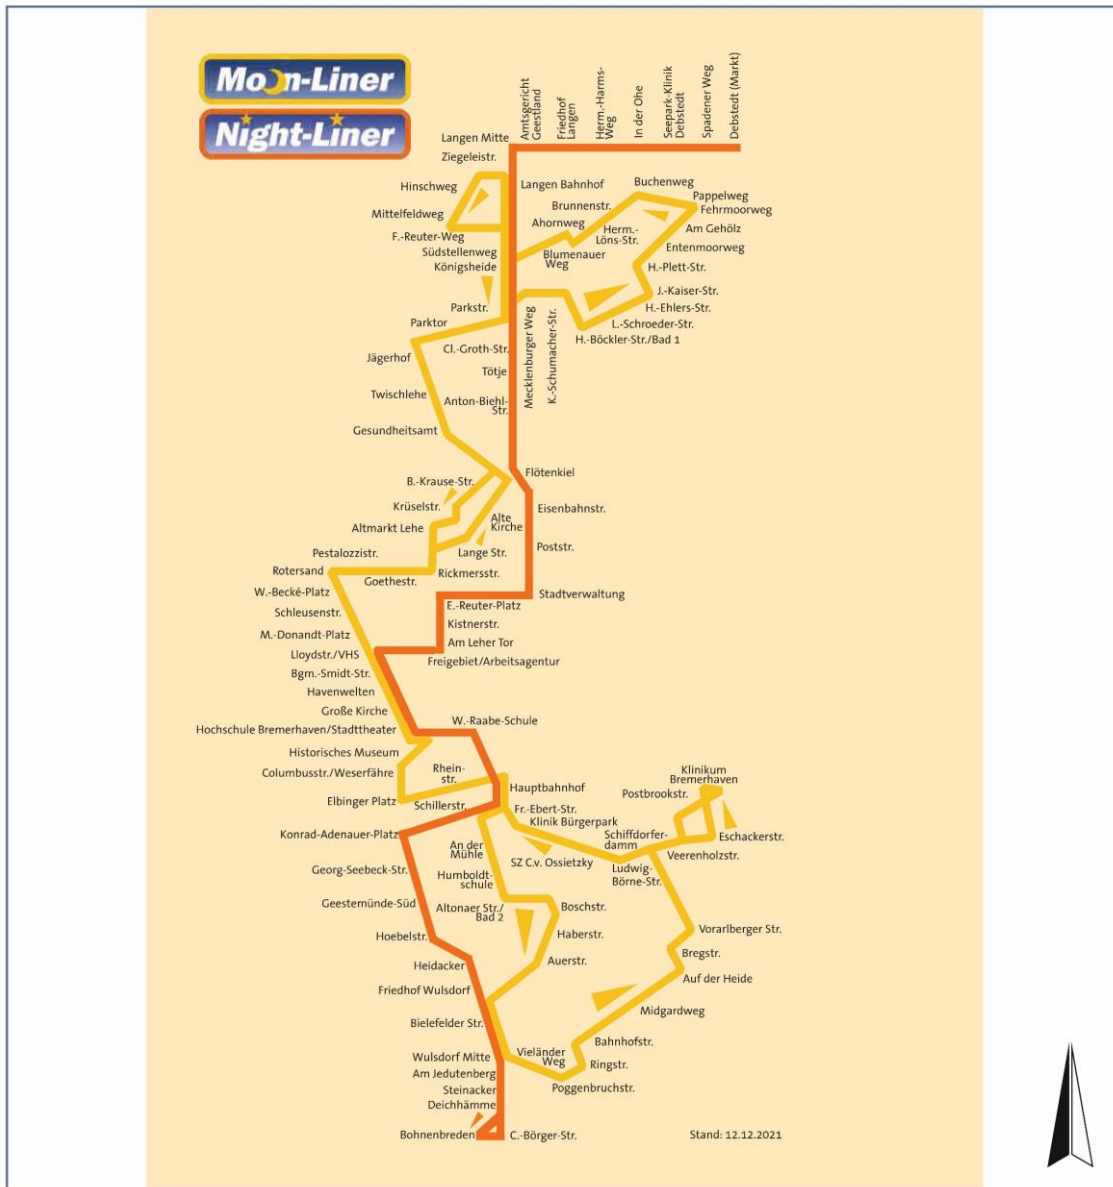 Moon-Liner
Night-Liner
Amtsgericht
Geestland
Friedhof
Langen
Herm.-Harms-
Weg
In der Ohe
Seepark-Klinik
Debstedt
Spadener Weg
Debstedt (Markt)
Langen Mitte
Ziegeleistr.
Hinschweg
Mittelfeldweg
F.-Reuter-Weg
Südstellenweg
Königsheide
Parkstr.
Parktor
Langen Bahnhof
Brunnenstr.
Ahornweg
Blumenauer
Weg
Herm.-
Löns-Str.
Buchenweg
Pappelweg
Fehrmoorweg
Am Gehölz
Entenmoorweg
H.-Plett-Str.
J.-Kaiser-Str.
H.-Ehlers-Str.
L.-Schroeder-Str.
H.-Böckler-Str./Bad 1
K.-Schumacher-Str.
Mecklenburger Weg
Cl.-Groth-Str.
Tötje
Anton-Biehl-
Str.
Jägerhof
Twischlehe
Gesundheitsamt
Flötenkiel
B.-Krause-Str.
Krüselstr.
Altmarkt Lehe
Alte
Kirche
Lange Str.
Eisenbahnstr.
Poststr.
Pestalozzistr.
Rotersand
Goethestr.
Rickmersstr.
W.-Becké-Platz
Schleusenstr.
M.-Donandt-Platz
Lloydstr./VHS
Bgm.-Smidt-Str.
Havenwelten
Große Kirche
Hochschule Bremerhaven/Stadttheater
Stadtverwaltung
E.-Reuter-Platz
Kistnerstr.
Am Leher Tor
Freigebiet/Arbeitsagentur
W.-Raabe-Schule
Historisches Museum
Columbusstr./Weserfähre
Elbinger Platz
Rhein-
str.
Schillerstr.
Hauptbahnhof
Fr.-Ebert-Str.
Klinik Bürgerpark
Klinikum
Bremerhaven
Postbrookstr.
Schiffdorfer-
damm
Eschackerstr.
Veerenholzstr.
Ludwig-
Börne-Str.
SZ C.v. Ossietzky
Konrad-Adenauer-Platz
Georg-Seebeck-Str.
Geestemünde-Süd
Hoebelstr.
Heidacker
Friedhof Wulsdorf
Bielefelder Str.
An der
Mühle
Humboldt-
schule
Altonaer Str./
Bad 2
Boschstr.
Haberstr.
Auerstr.
Vorarlberger Str.
Bregstr.
Auf der Heide
Midgardweg
Bahnhofstr.
Ringstr.
Poggenbruchstr.
Vieländer
Weg
Wulsdorf Mitte
Am Jedutenberg
Steinacker
Deichhämme
Bohnenbreden
C.-Börger-Str.
Stand: 12.12.2021